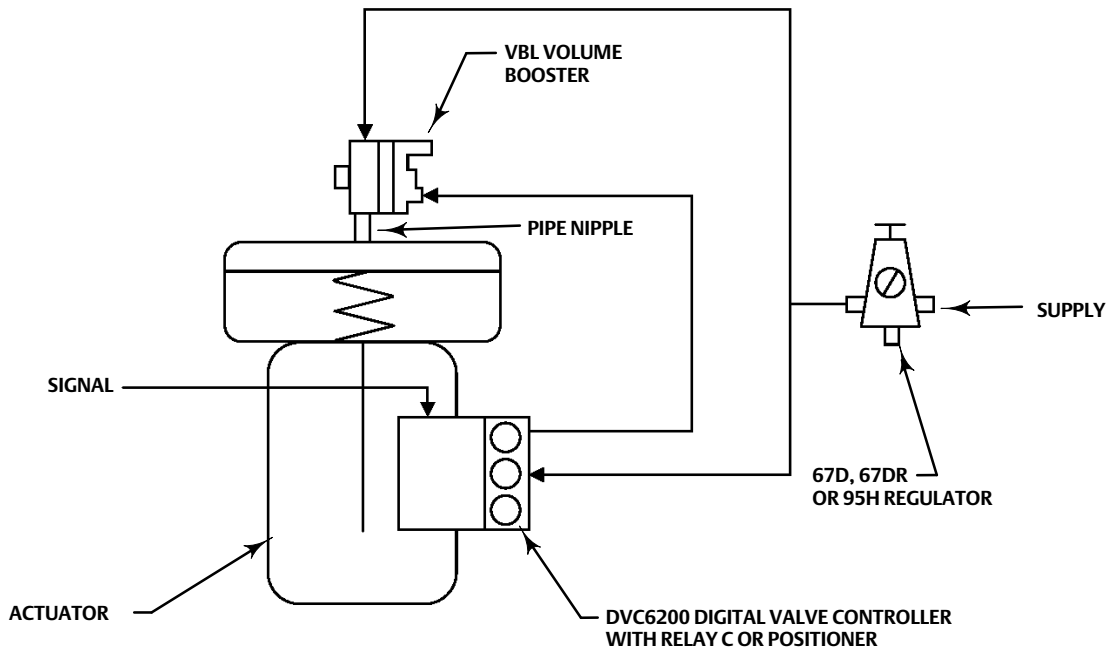 VBL VOLUME
BOOSTER
PIPE NIPPLE
SUPPLY
SIGNAL
67D, 67DR
OR 95H REGULATOR
ACTUATOR
DVC6200 DIGITAL VALVE CONTROLLER
WITH RELAY C OR POSITIONER